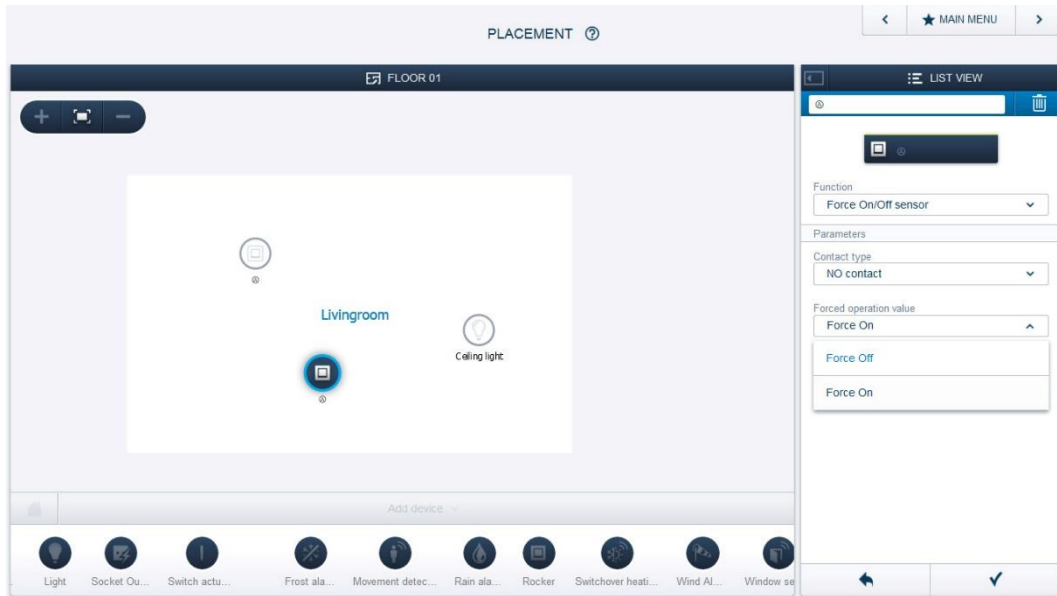 PLACEMENT ?
MAIN MENU
FLOOR 01
LIST VIEW
Function
Force On/Off sensor
Parameters
Contact type
NO contact
Forced operation value
Force On
Force Off
Force On
Livingroom
Ceiling light
Add device
Light
Socket Ou...
Switch actu...
Frost ala...
Movement detec...
Rain ala...
Rocker
Switchover heati...
Wind Al...
Window se